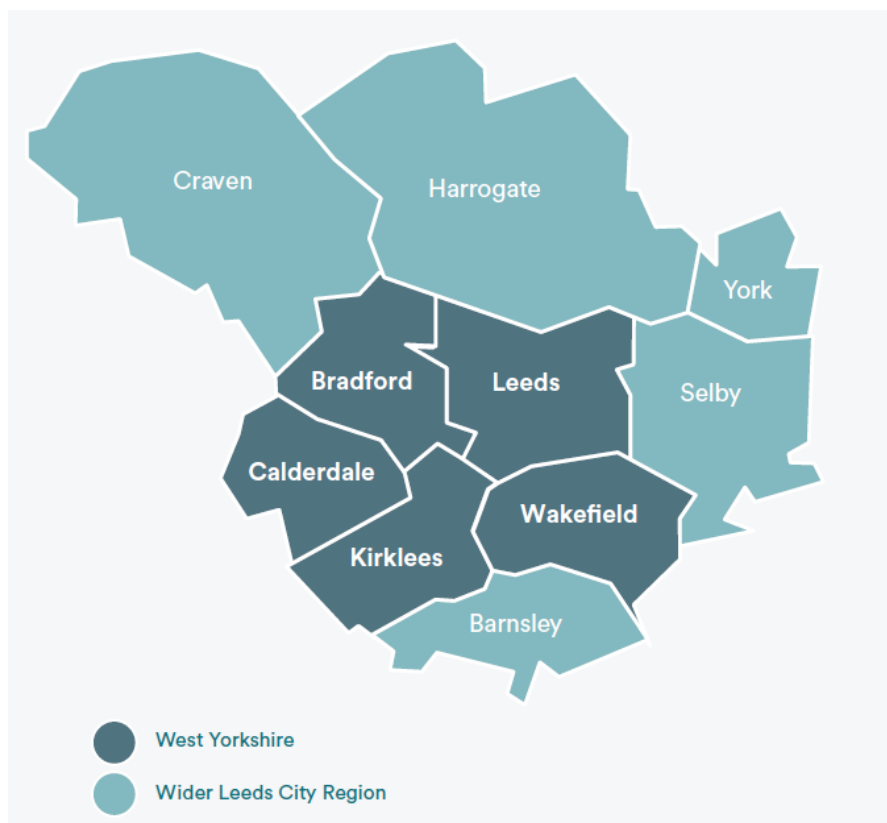 Craven
Harrogate
York
Bradford
Leeds
Selby
Calderdale
Wakefield
Kirklees
Barnsley
West Yorkshire
Wider Leeds City Region